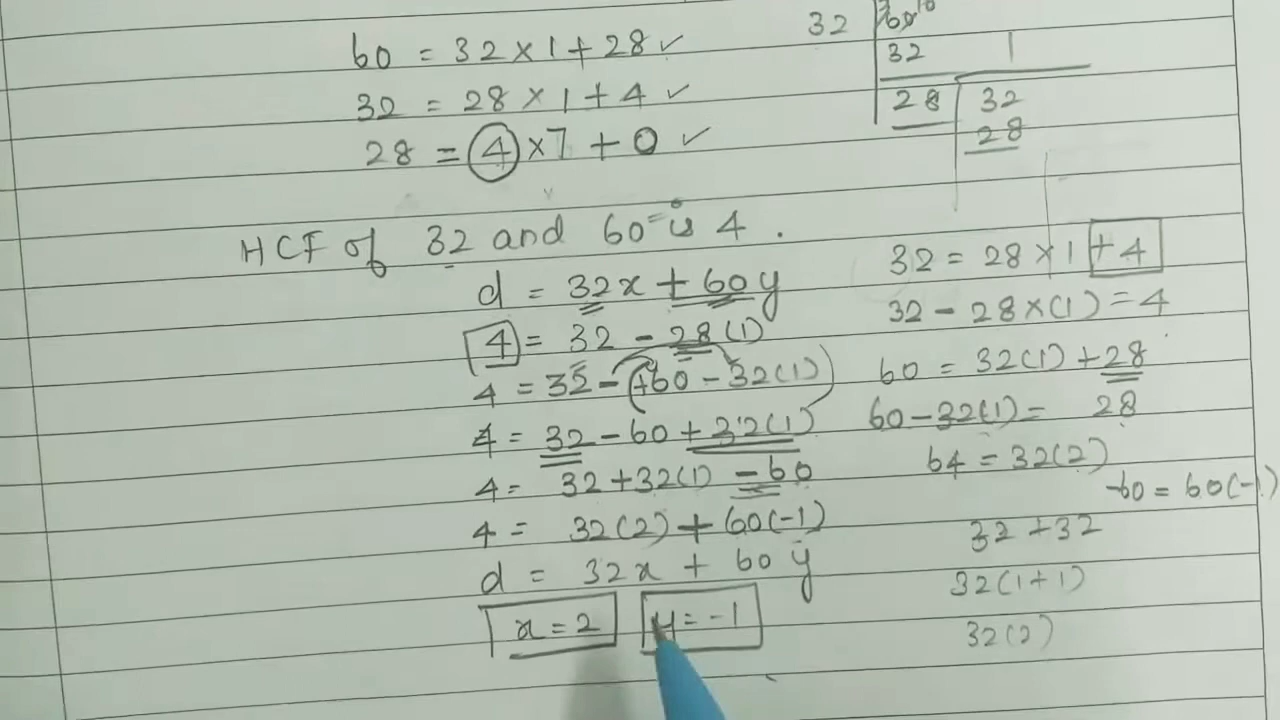 60 = 32 × 1 + 28 ✓
32 = 28 × 1 + 4 ✓
28 = 4 × 7 + 0 ✓
HCF of 32 and 60 is 4 .
d = 32x + 60y
4 = 32 - 28(1)
4 = 32 - (+60 - 32(1))
4 = 32 - 60 + 32(1)
4 = 32 + 32(1) - 60
4 = 32(2) + 60(-1)
d = 32x + 60y
x = 2 y = -1
32 60
32 1
28 32
28
32 = 28 × 1 + 4
32 - 28 × (1) = 4
60 = 32(1) + 28
60 - 32(1) = 28
64 = 32(2)
-60 = 60(-1)
32 + 32
32(1+1)
32(2)